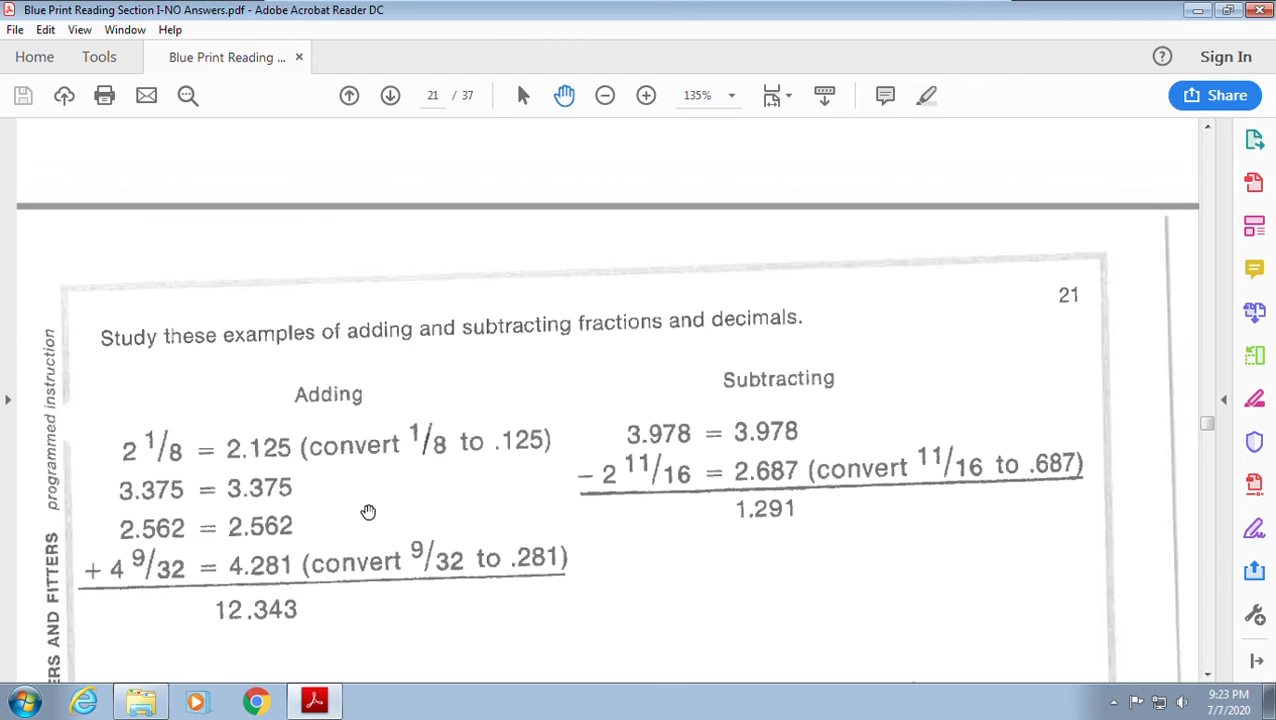 Blue Print Reading Section I-NO Answers.pdf - Adobe Acrobat Reader DC
File Edit View Window Help
Home Tools Blue Print Reading ... × Sign In
21 / 37 135% Share
21
Study these examples of adding and subtracting fractions and decimals.
Adding
2 1/8 = 2.125 (convert 1/8 to .125)
3.375 = 3.375
2.562 = 2.562
+ 4 9/32 = 4.281 (convert 9/32 to .281)
12.343
Subtracting
3.978 = 3.978
- 2 11/16 = 2.687 (convert 11/16 to .687)
1.291
programmed instruction
ERS AND FITTERS
9:23 PM
7/7/2020